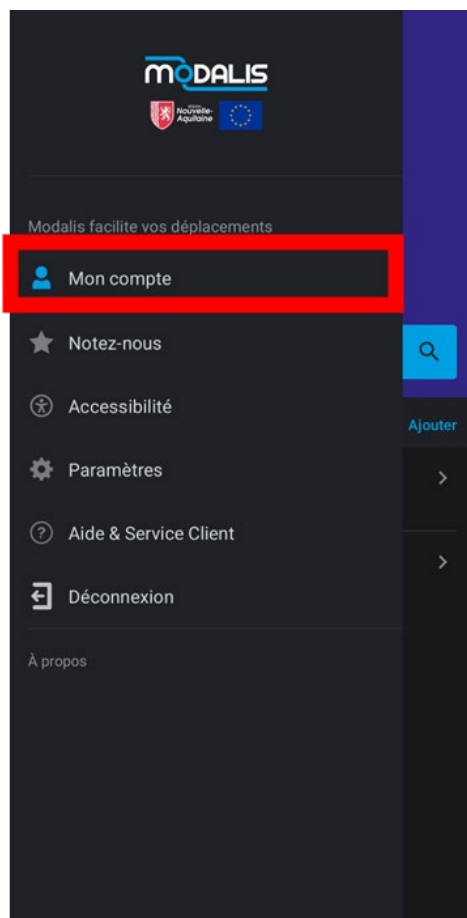 MODALIS
RÉGION
Nouvelle-
Aquitaine
Modalis facilite vos déplacements
Mon compte
Notez-nous
Accessibilité
Ajouter
Paramètres
Aide & Service Client
Déconnexion
À propos